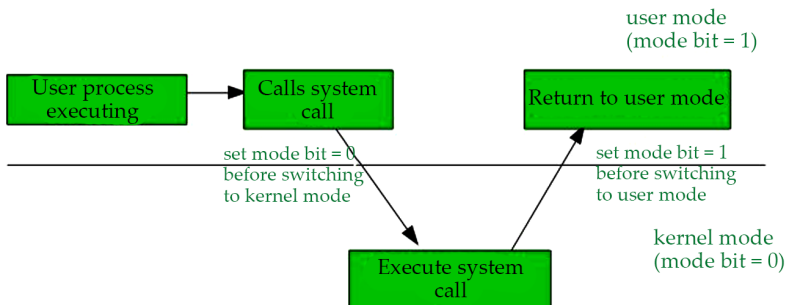 user mode
(mode bit = 1)
User process
executing
Calls system
call
Return to user mode
set mode bit = 0
before switching
to kernel mode
set mode bit = 1
before switching
to user mode
kernel mode
(mode bit = 0)
Execute system
call